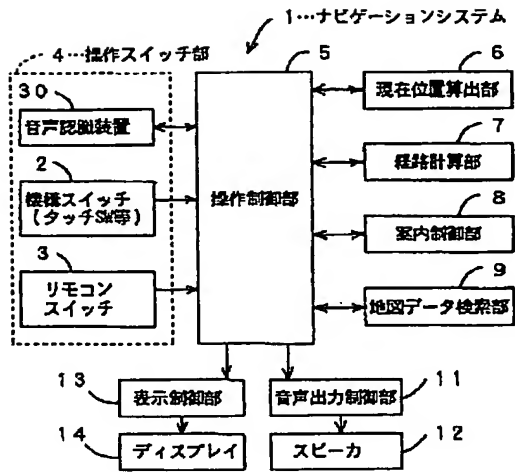 1…ナビゲーションシステム
4…操作スイッチ部
5
6
現在位置算出部
30
音声認識装置
7
経路計算部
2
機械スイッチ
(タッチSW等)
操作制御部
8
案内制御部
3
リモコン
スイッチ
9
地図データ検索部
13
表示制御部
11
音声出力制御部
14
ディスプレイ
12
スピーカ